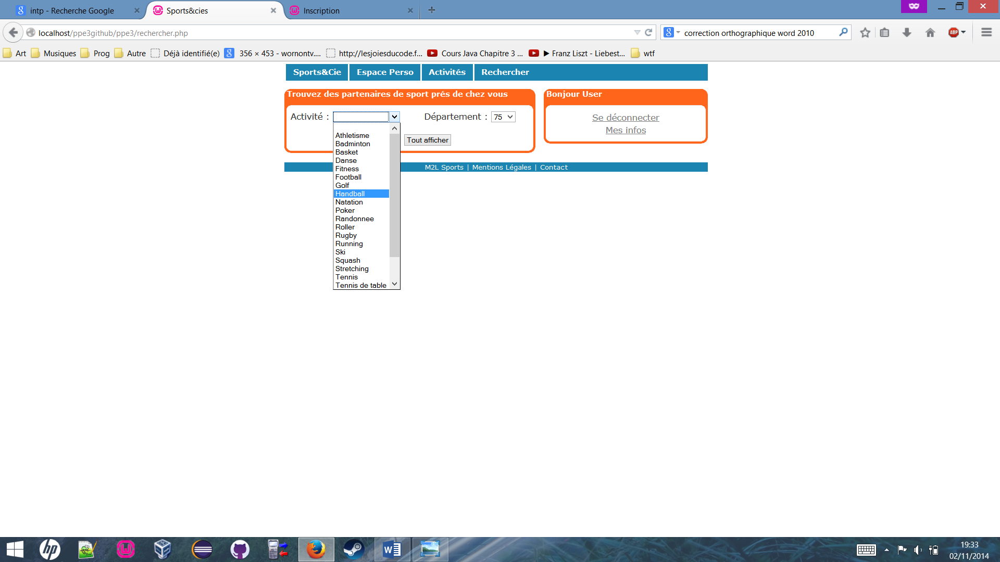 intp - Recherche Google
Sports&cies
Inscription
localhost/ppe3github/ppe3/rechercher.php
correction orthographique word 2010
ABP
Art
Musiques
Prog
Autre
Déjà identifié(e)
356 × 453 - wornontv....
http://lesjoiesducode.f...
Cours Java Chapitre 3 ...
► Franz Liszt - Liebest...
wtf
Sports&Cie
Espace Perso
Activités
Rechercher
Trouvez des partenaires de sport prés de chez vous
Activité :
Département : 75
Tout afficher
Athletisme
Badminton
Basket
Danse
Fitness
Football
Golf
Handball
Natation
Poker
Randonnee
Roller
Rugby
Running
Ski
Squash
Stretching
Tennis
Tennis de table
Bonjour User
Se déconnecter
Mes infos
M2L Sports | Mentions Légales | Contact
19:33
02/11/2014